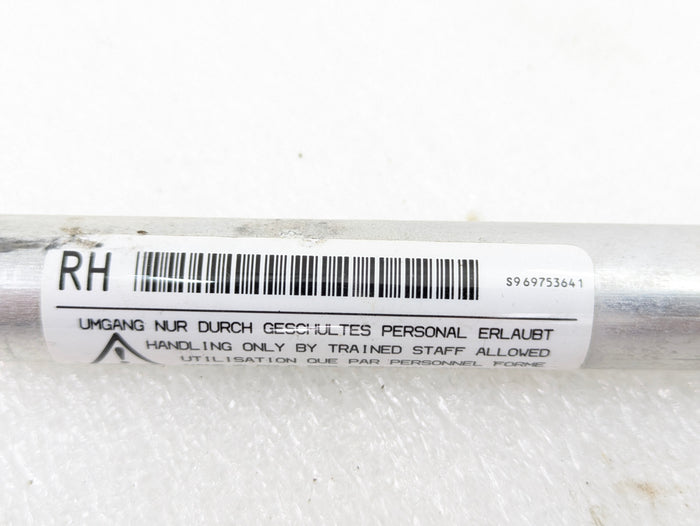 RH
S969753641
UMGANG NUR DURCH GESCHULTES PERSONAL ERLAUBT
HANDLING ONLY BY TRAINED STAFF ALLOWED
UTILISATION QUE PAR PERSONNEL FORME